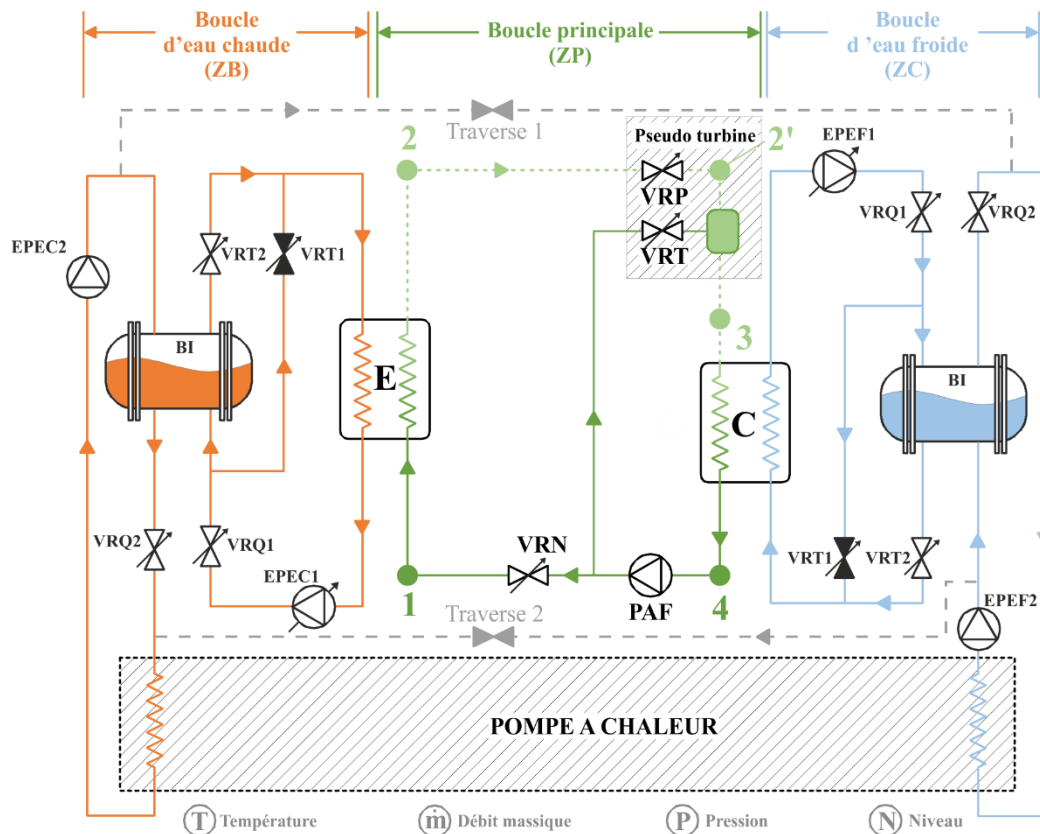 Boucle
d'eau chaude
(ZB)
Boucle principale
(ZP)
Boucle
d 'eau froide
(ZC)
Traverse 1
2
Pseudo turbine
2'
EPEF1
VRP
VRT
VRQ1
VRQ2
EPEC2
VRT2
VRT1
BI
E
3
C
BI
VRQ2
VRQ1
EPEC1
VRN
1
PAF
4
VRT1
VRT2
EPEF2
Traverse 2
POMPE A CHALEUR
T Température
ṁ Débit massique
P Pression
N Niveau